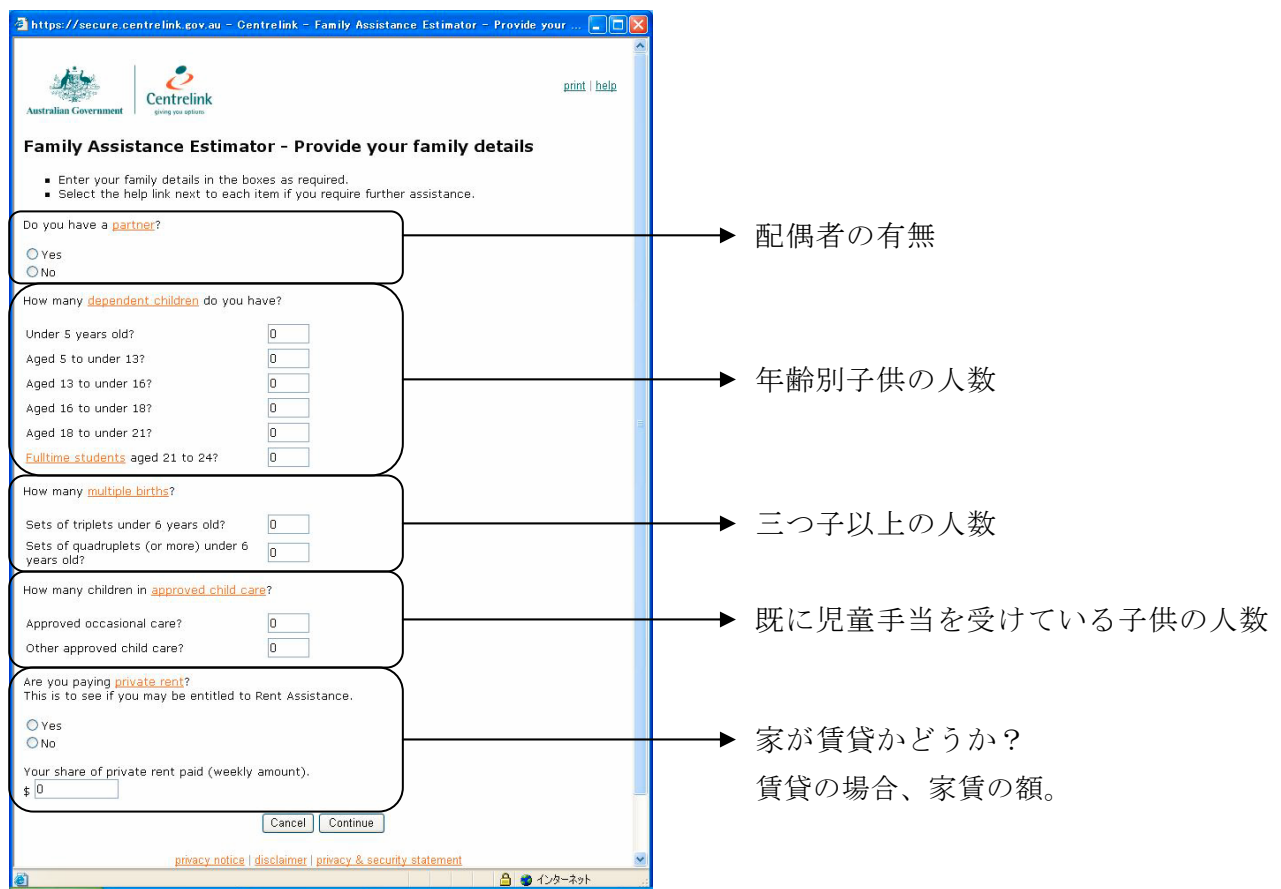 https://secure.centrelink.gov.au - Centrelink - Family Assistance Estimator - Provide your ...
Australian Government
Centrelink
giving you options
print | help
Family Assistance Estimator - Provide your family details
Enter your family details in the boxes as required.
Select the help link next to each item if you require further assistance.
Do you have a partner?
Yes
No
配偶者の有無
How many dependent children do you have?
Under 5 years old? 0
Aged 5 to under 13? 0
Aged 13 to under 16? 0
Aged 16 to under 18? 0
Aged 18 to under 21? 0
Fulltime students aged 21 to 24? 0
年齢別子供の人数
How many multiple births?
Sets of triplets under 6 years old? 0
Sets of quadruplets (or more) under 6
years old? 0
三つ子以上の人数
How many children in approved child care?
Approved occasional care? 0
Other approved child care? 0
既に児童手当を受けている子供の人数
Are you paying private rent?
This is to see if you may be entitled to Rent Assistance.
Yes
No
Your share of private rent paid (weekly amount).
$ 0
家が賃貸かどうか？
賃貸の場合、家賃の額。
Cancel Continue
privacy notice | disclaimer | privacy & security statement
インターネット